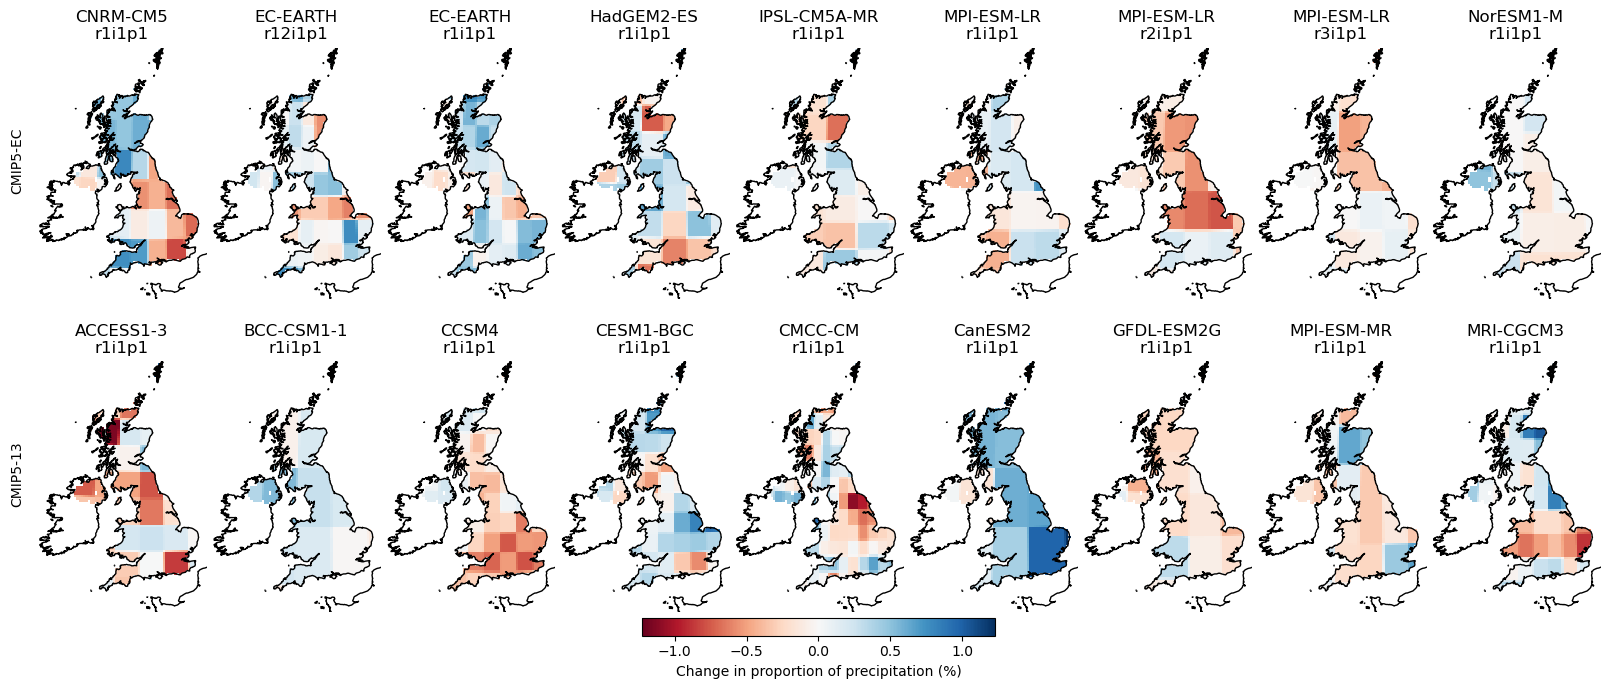 CNRM-CM5 EC-EARTH EC-EARTH HadGEM2-ES IPSL-CM5A-MR MPI-ESM-LR MPI-ESM-LR MPI-ESM-LR NorESM1-M
r1i1p1 r12i1p1 r1i1p1 r1i1p1 r1i1p1 r1i1p1 r2i1p1 r3i1p1 r1i1p1
CMIP5-EC
ACCESS1-3 BCC-CSM1-1 CCSM4 CESM1-BGC CMCC-CM CanESM2 GFDL-ESM2G MPI-ESM-MR MRI-CGCM3
r1i1p1 r1i1p1 r1i1p1 r1i1p1 r1i1p1 r1i1p1 r1i1p1 r1i1p1 r1i1p1
CMIP5-13
−1.0 −0.5 0.0 0.5 1.0
Change in proportion of precipitation (%)